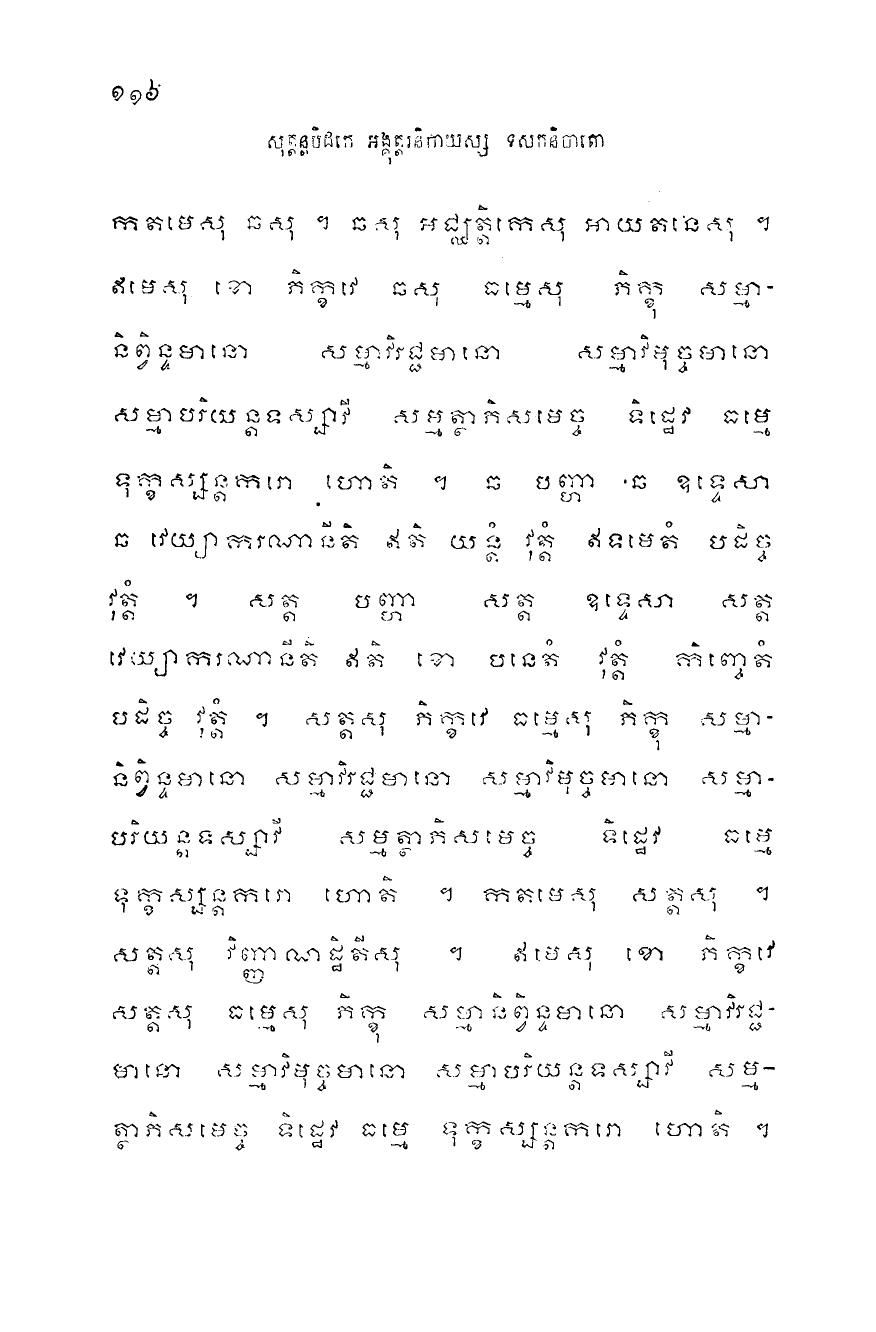 ១១៦
សុត្តន្តបិដកេ អង្គុត្តរនិកាយស្ស ទសកនិបាតោ
កតមេសុ ឆសុ ។ ឆសុ អជ្ឈត្តិកេសុ អាយតនេសុ ។
ឥមេសុ ខោ ភិក្ខវេ ឆសុ ធម្មេសុ ភិក្ខុ សម្មា-
និព្វិន្ទមានោ សម្មាវិរជ្ជមានោ សម្មាវិមុច្ចមានោ
សម្មាបរិយន្តទស្សាវី សម្មត្ថាភិសមេច្ច ទិដ្ឋេវ ធម្មេ
ទុក្ខស្សន្តករោ ហោតិ ។ ឆ បញ្ហា ឆ ឧទ្ទេសា
ឆ វេយ្យាករណានីតិ ឥតិ យន្តំ វុត្តំ ឥទមេតំ បដិច្ច
វុត្តំ ។ សត្ត បញ្ហា សត្ត ឧទ្ទេសា សត្ត
វេយ្យាករណានីតិ ឥតិ ខោ បនេតំ វុត្តំ កិញ្ចេតំ
បដិច្ច វុត្តំ ។ សត្តសុ ភិក្ខវេ ធម្មេសុ ភិក្ខុ សម្មា-
និព្វិន្ទមានោ សម្មាវិរជ្ជមានោ សម្មាវិមុច្ចមានោ សម្មា-
បរិយន្តទស្សាវី សម្មត្ថាភិសមេច្ច ទិដ្ឋេវ ធម្មេ
ទុក្ខស្សន្តករោ ហោតិ ។ កតមេសុ សត្តសុ ។
សត្តសុ វិញ្ញាណដ្ឋិតីសុ ។ ឥមេសុ ខោ ភិក្ខវេ
សត្តសុ ធម្មេសុ ភិក្ខុ សម្មានិព្វិន្ទមានោ សម្មាវិរជ្ជ-
មានោ សម្មាវិមុច្ចមានោ សម្មាបរិយន្តទស្សាវី សម្ម-
ត្ថាភិសមេច្ច ទិដ្ឋេវ ធម្មេ ទុក្ខស្សន្តករោ ហោតិ ។